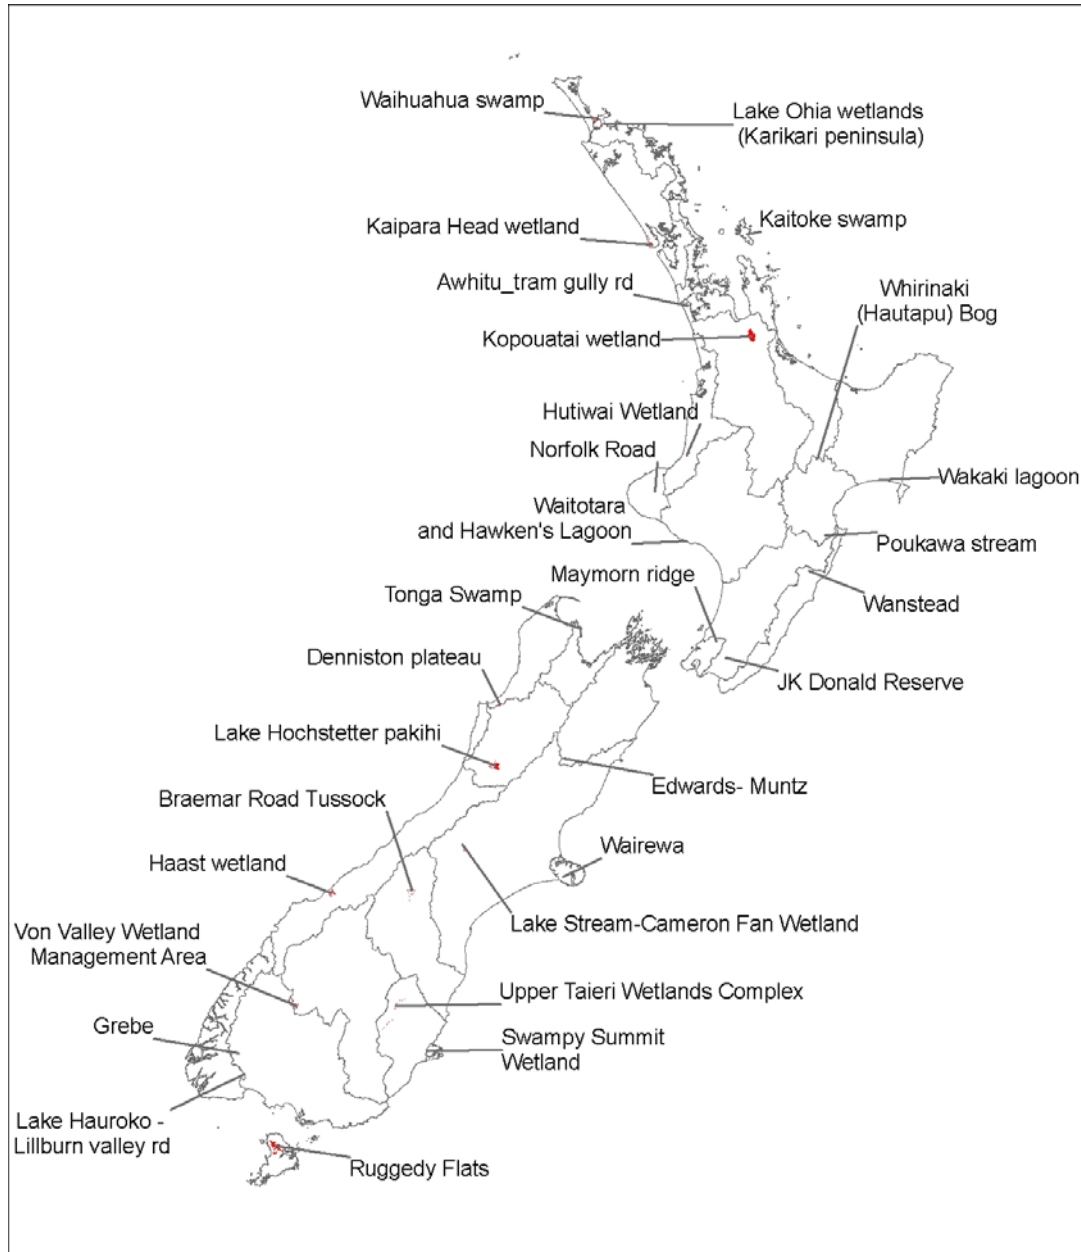 Waihuahua swamp
Lake Ohia wetlands
(Karikari peninsula)
Kaipara Head wetland
Kaitoke swamp
Awhitu_tram gully rd
Whirinaki
(Hautapu) Bog
Kopouatai wetland
Hutiwai Wetland
Norfolk Road
Wakaki lagoon
Waitotara
and Hawken's Lagoon
Poukawa stream
Maymorn ridge
Wanstead
Tonga Swamp
Denniston plateau
JK Donald Reserve
Lake Hochstetter pakihi
Edwards- Muntz
Braemar Road Tussock
Wairewa
Haast wetland
Lake Stream-Cameron Fan Wetland
Von Valley Wetland
Management Area
Upper Taieri Wetlands Complex
Grebe
Swampy Summit
Wetland
Lake Hauroko -
Lillburn valley rd
Ruggedy Flats